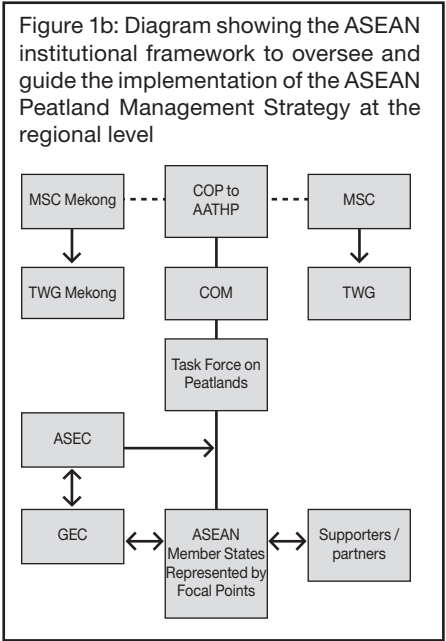 Figure 1b: Diagram showing the ASEAN
institutional framework to oversee and
guide the implementation of the ASEAN
Peatland Management Strategy at the
regional level
MSC Mekong
COP to
AATHP
MSC
TWG Mekong
COM
TWG
Task Force on
Peatlands
ASEC
GEC
ASEAN
Member States
Represented by
Focal Points
Supporters /
partners